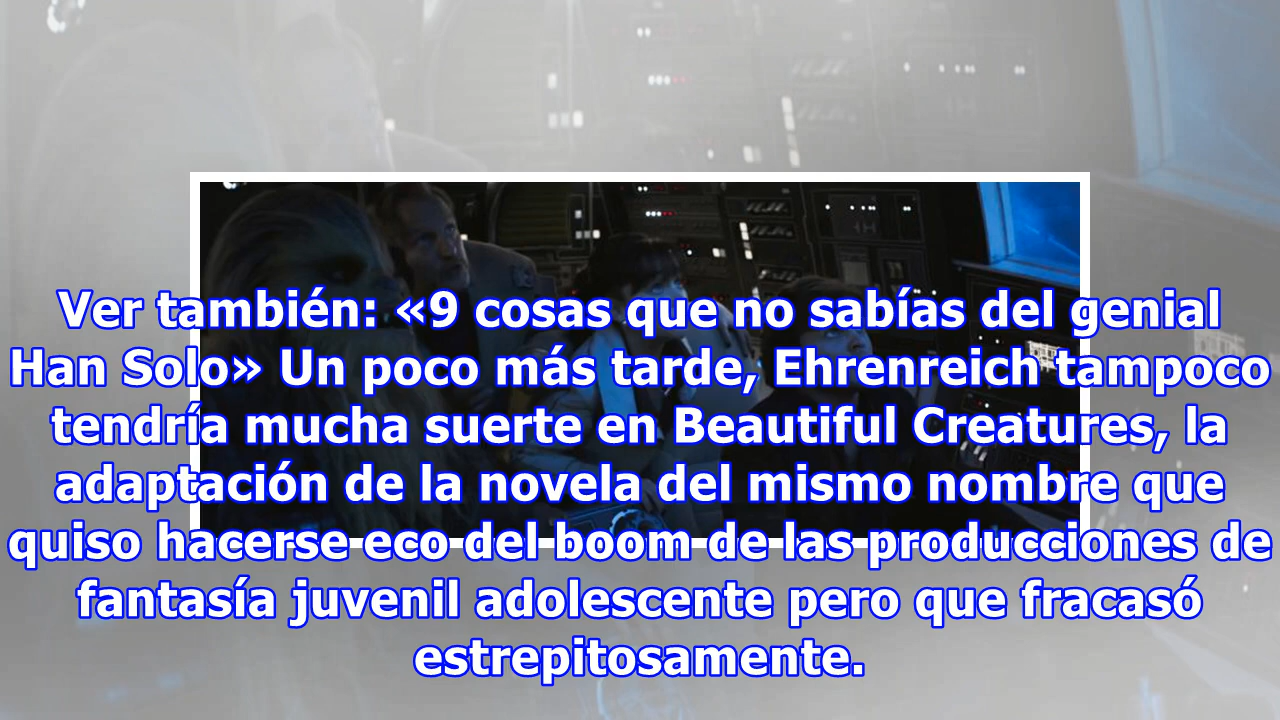 Ver también: «9 cosas que no sabías del genial
Han Solo» Un poco más tarde, Ehrenreich tampoco
tendría mucha suerte en Beautiful Creatures, la
adaptación de la novela del mismo nombre que
quiso hacerse eco del boom de las producciones de
fantasía juvenil adolescente pero que fracasó
estrepitosamente.